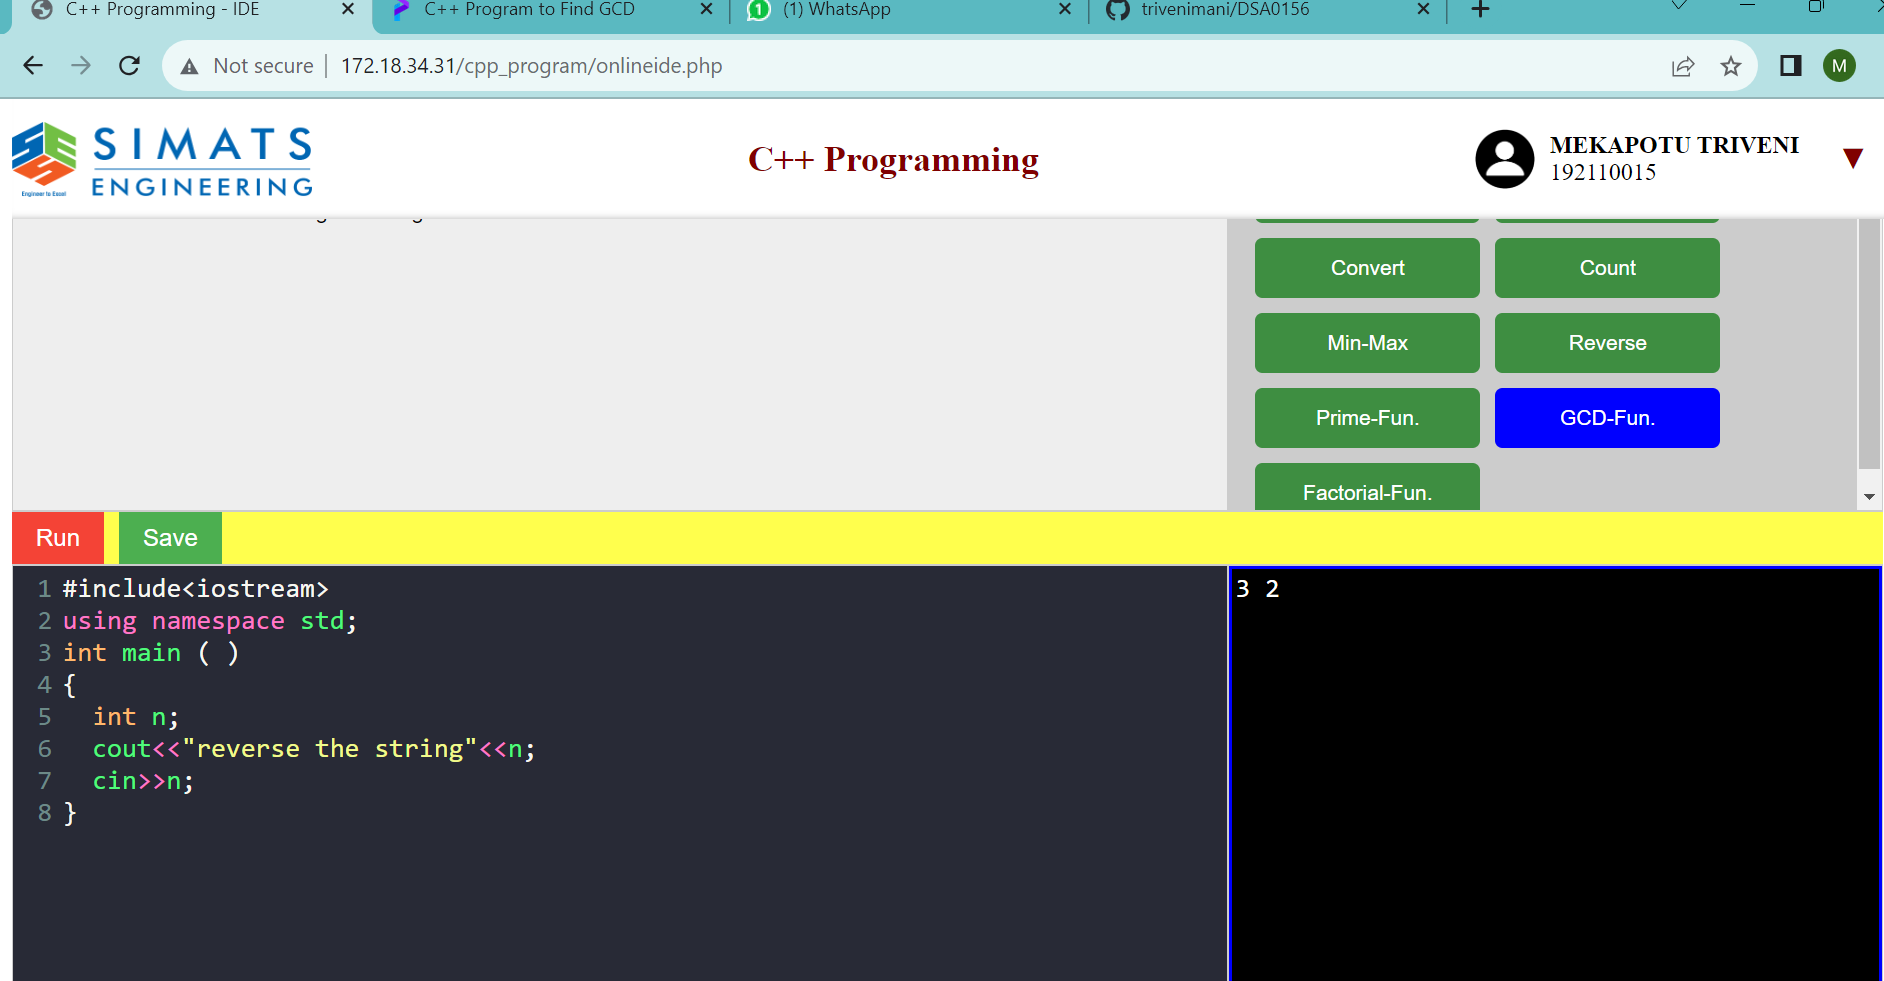 C++ Programming - IDE
C++ Program to Find GCD
1
(1) WhatsApp
trivenimani/DSA0156
Not secure
172.18.34.31/cpp_program/onlineide.php
M
SIMATS
ENGINEERING
Engineer to Excel
C++ Programming
MEKAPOTU TRIVENI
192110015
Convert
Count
Min-Max
Reverse
Prime-Fun.
GCD-Fun.
Factorial-Fun.
Run
Save
1 #include<iostream>
2 using namespace std;
3 int main ( )
4 {
5 int n;
6 cout<<"reverse the string"<<n;
7 cin>>n;
8 }
3 2